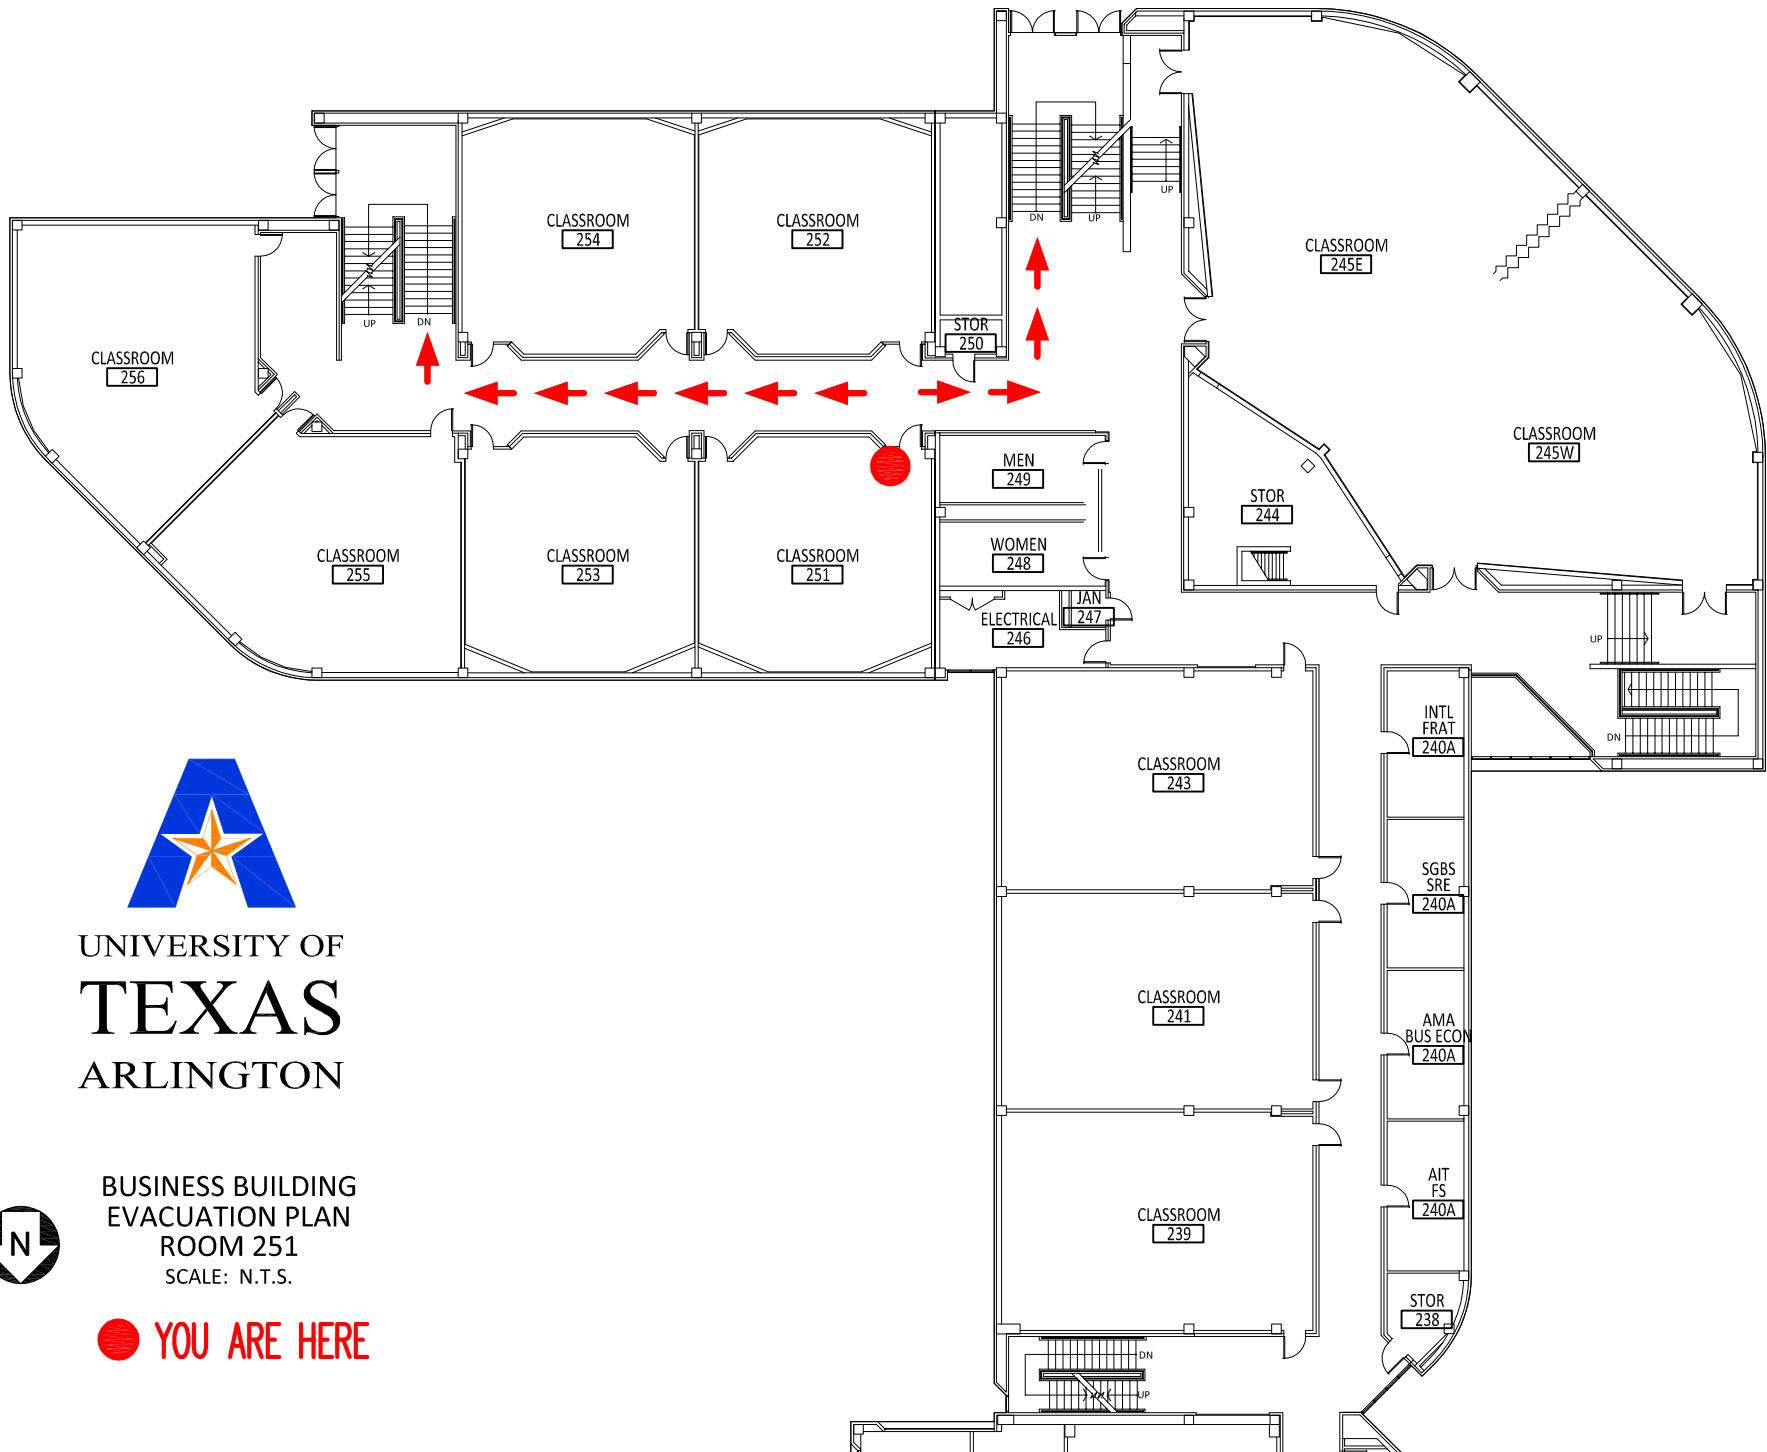 CLASSROOM
254
CLASSROOM
252
DN
UP
UP
CLASSROOM
245E
UP
DN
STOR
250
CLASSROOM
256
CLASSROOM
245W
MEN
249
STOR
244
WOMEN
248
CLASSROOM
255
CLASSROOM
253
CLASSROOM
251
JAN
247
ELECTRICAL
246
UP
DN
INTL
FRAT
240A
CLASSROOM
243
SGBS
SRE
240A
CLASSROOM
241
AMA
BUS ECON
240A
AIT
FS
240A
CLASSROOM
239
STOR
238
DN
UP
UNIVERSITY OF
TEXAS
ARLINGTON
N
BUSINESS BUILDING
EVACUATION PLAN
ROOM 251
SCALE: N.T.S.
YOU ARE HERE